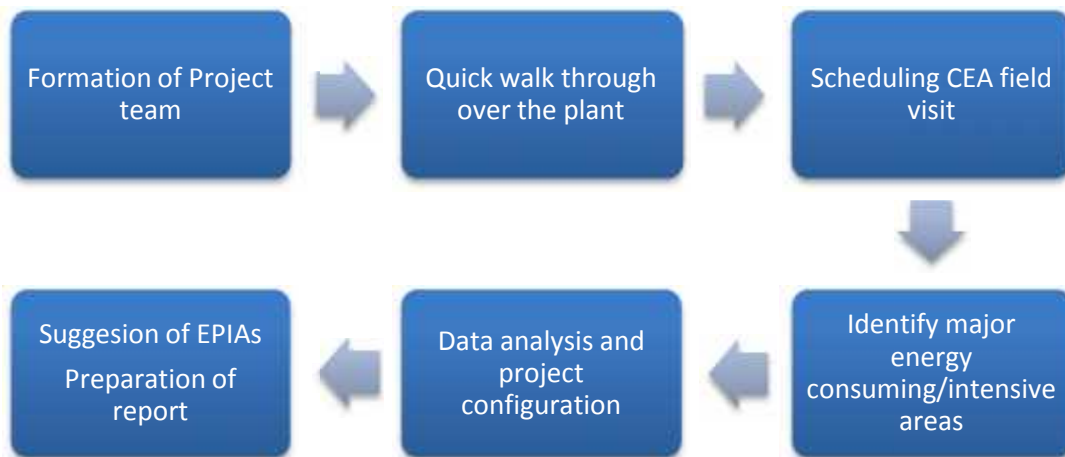 Formation of Project
team
Quick walk through
over the plant
Scheduling CEA field
visit
Identify major
energy
consuming/intensive
areas
Data analysis and
project
configuration
Suggesion of EPIAs
Preparation of
report